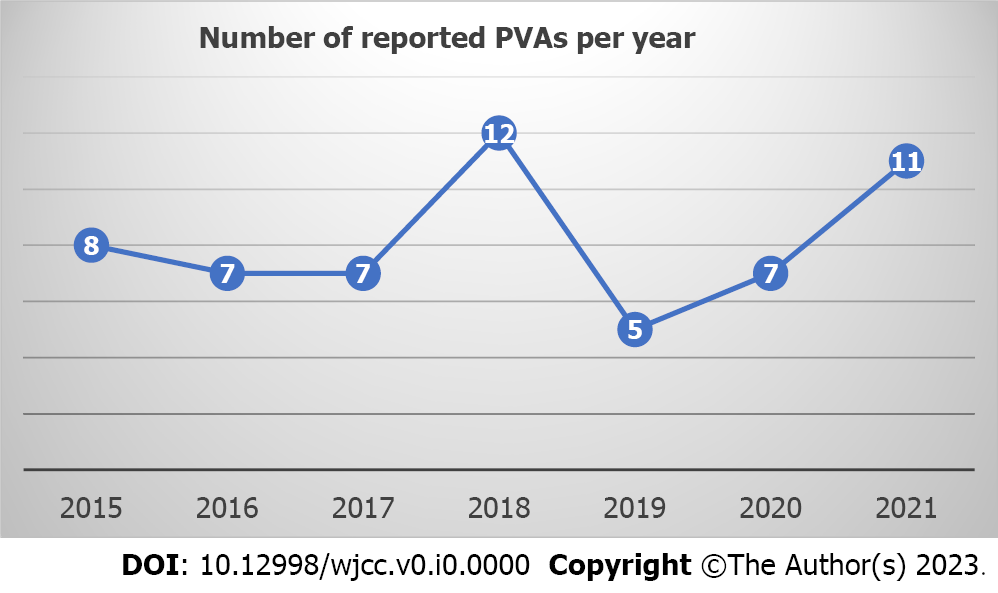 Number of reported PVAs per year
12
11
8
7
7
7
5
2015 2016 2017 2018 2019 2020 2021
DOI: 10.12998/wjcc.v0.i0.0000 Copyright ©The Author(s) 2023.